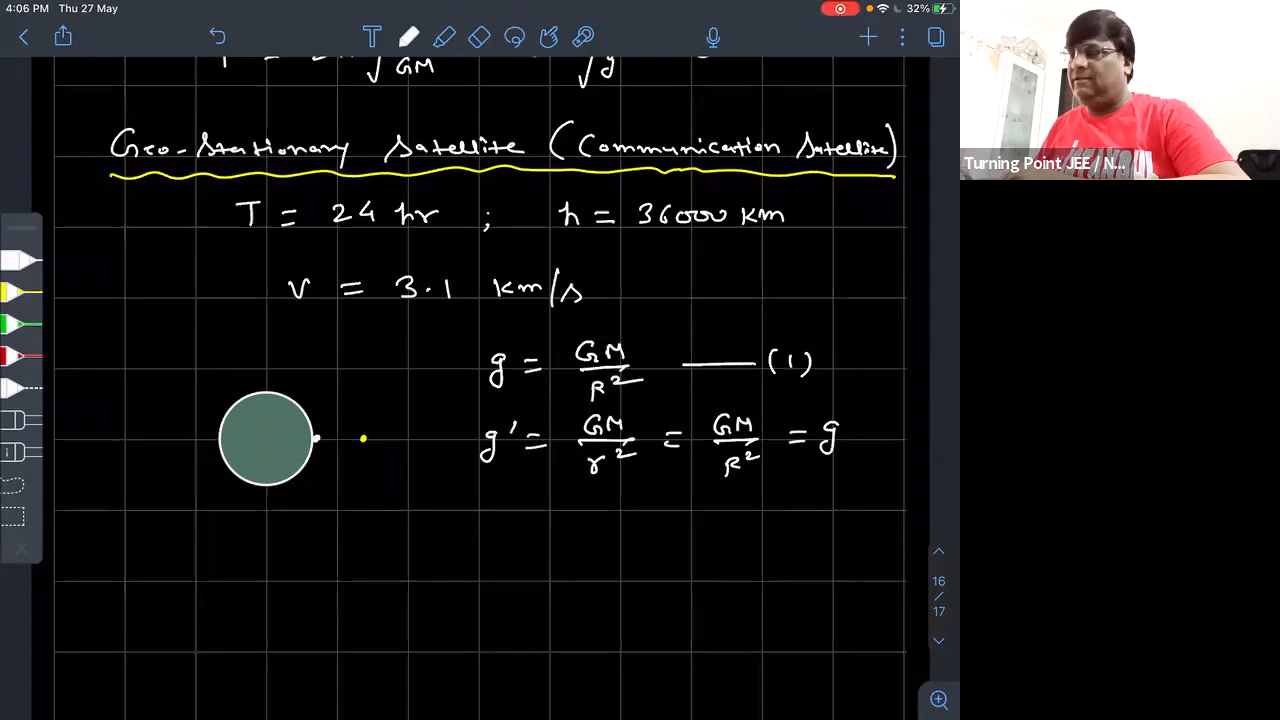 4:06 PM Thu 27 May
32%
GM
g
Geo-Stationary Satellite (Communication Satellite)
T = 24 hr ; h = 36000 km
v = 3.1 km/s
g = GM/R² —— (1)
g' = GM/r² = GM/R² = g
16
/
17
Turning Point JEE / N...